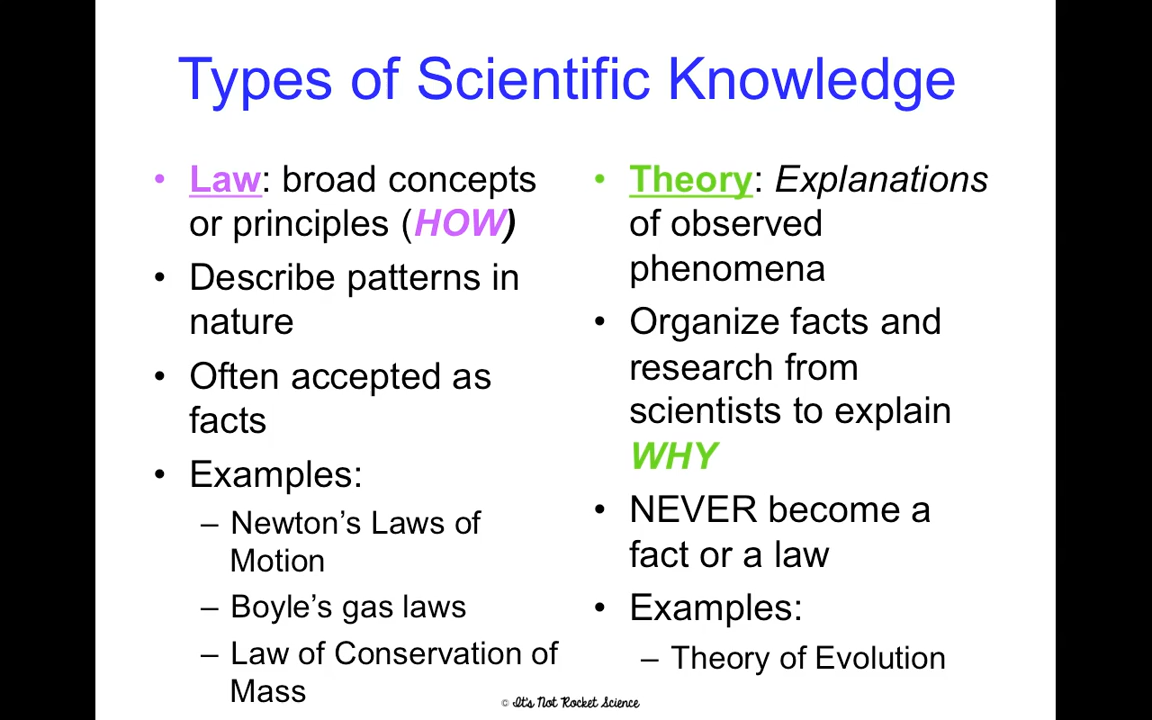 Types of Scientific Knowledge
• Law: broad concepts
or principles (HOW)
• Describe patterns in
nature
• Often accepted as
facts
• Examples:
– Newton’s Laws of
Motion
– Boyle’s gas laws
– Law of Conservation of
Mass
• Theory: Explanations
of observed
phenomena
• Organize facts and
research from
scientists to explain
WHY
• NEVER become a
fact or a law
• Examples:
– Theory of Evolution
© It's Not Rocket Science